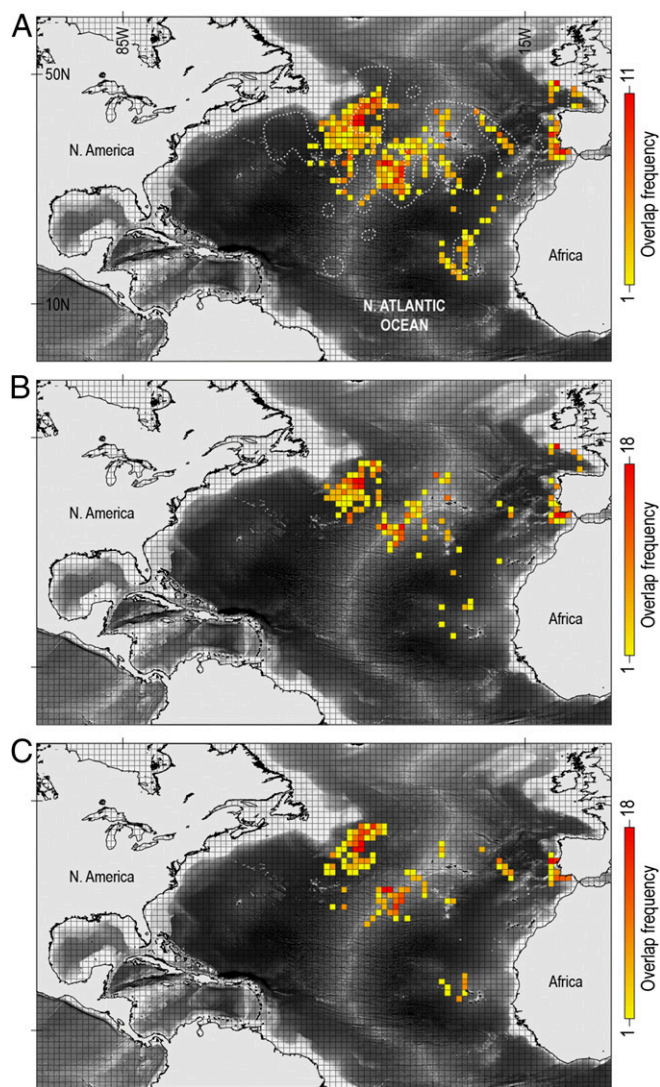 A
85W
15W
50N
N. America
Africa
10N
N. ATLANTIC
OCEAN
11
Overlap frequency
1
B
N. America
Africa
18
Overlap frequency
1
C
N. America
Africa
18
Overlap frequency
1